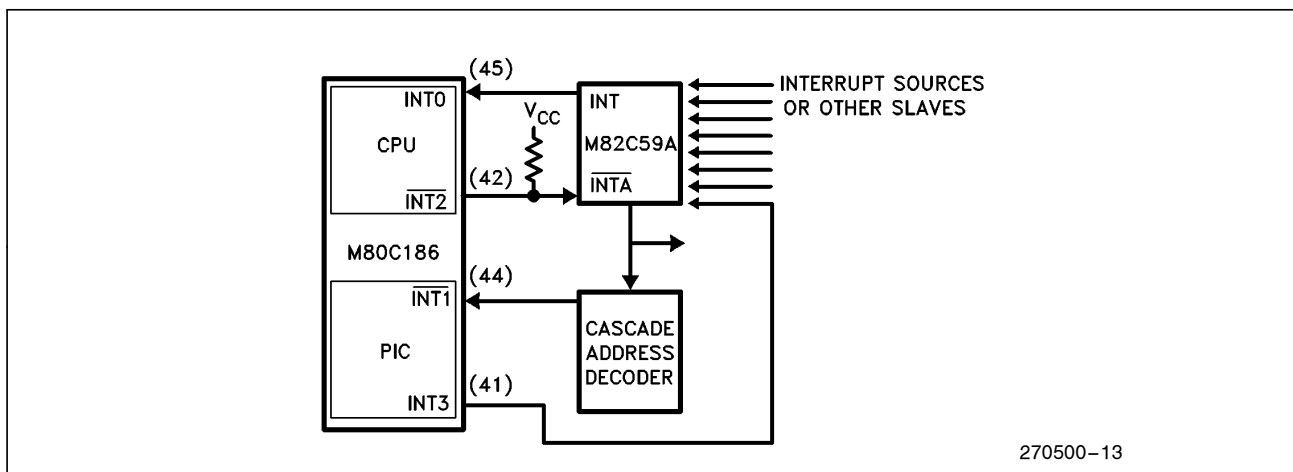 (45)
INT0
CPU
V_CC
(42)
INT2
M80C186
(44)
INT1
PIC
(41)
INT3
INT
M82C59A
INTA
CASCADE
ADDRESS
DECODER
INTERRUPT SOURCES
OR OTHER SLAVES
270500–13